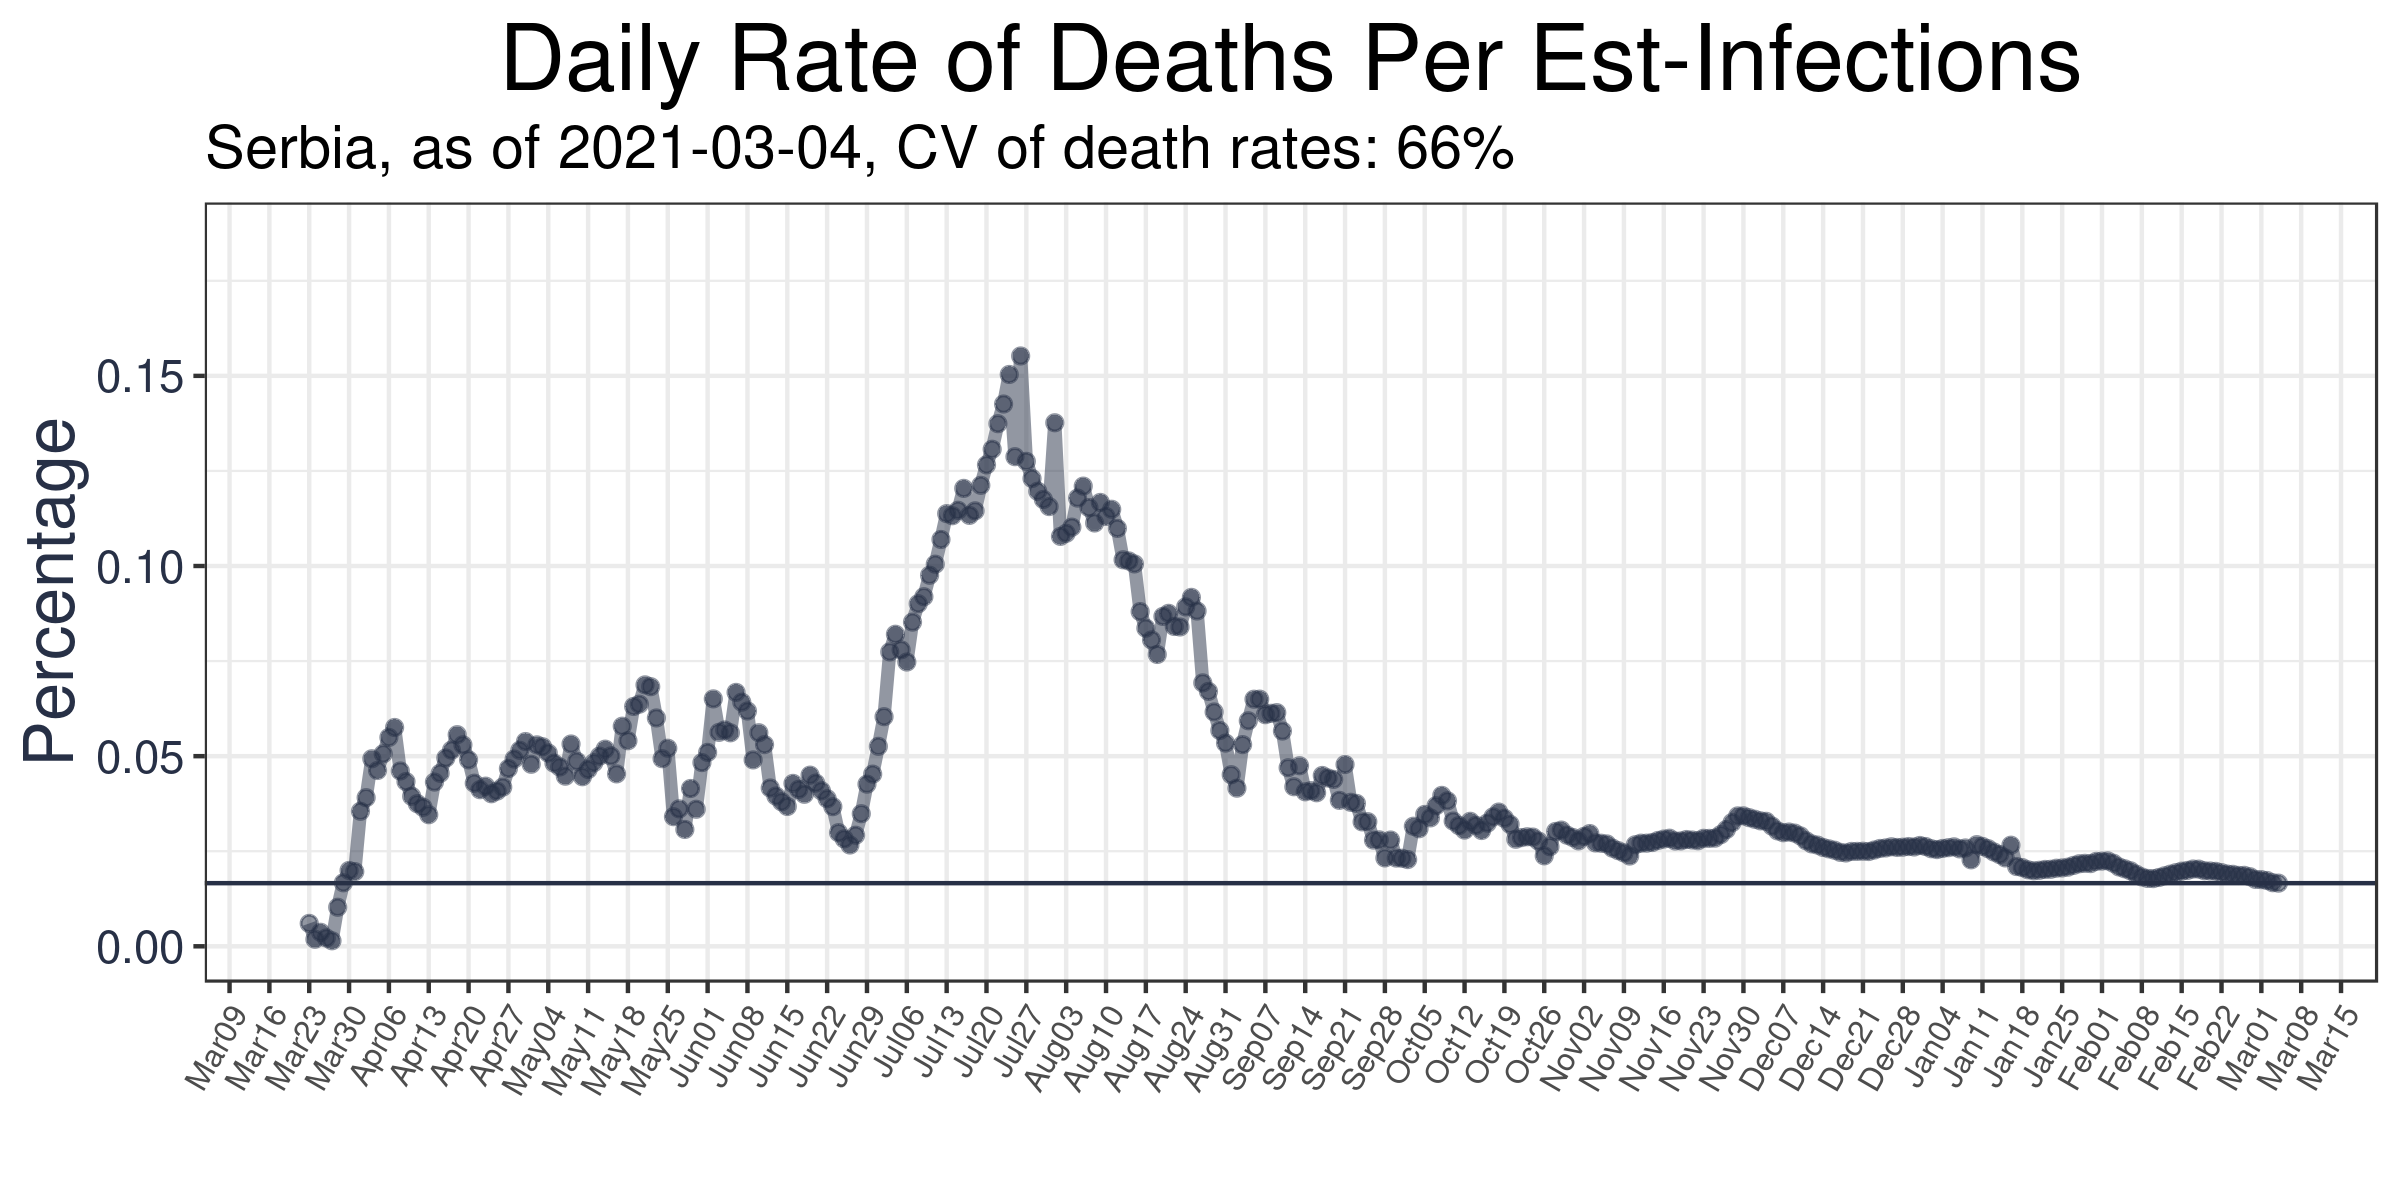 Daily Rate of Deaths Per Est-Infections
Serbia, as of 2021-03-04, CV of death rates: 66%
Percentage
0.15
0.10
0.05
0.00
Mar09
Mar16
Mar23
Mar30
Apr06
Apr13
Apr20
Apr27
May04
May11
May18
May25
Jun01
Jun08
Jun15
Jun22
Jun29
Jul06
Jul13
Jul20
Jul27
Aug03
Aug10
Aug17
Aug24
Aug31
Sep07
Sep14
Sep21
Sep28
Oct05
Oct12
Oct19
Oct26
Nov02
Nov09
Nov16
Nov23
Nov30
Dec07
Dec14
Dec21
Dec28
Jan04
Jan11
Jan18
Jan25
Feb01
Feb08
Feb15
Feb22
Mar01
Mar08
Mar15